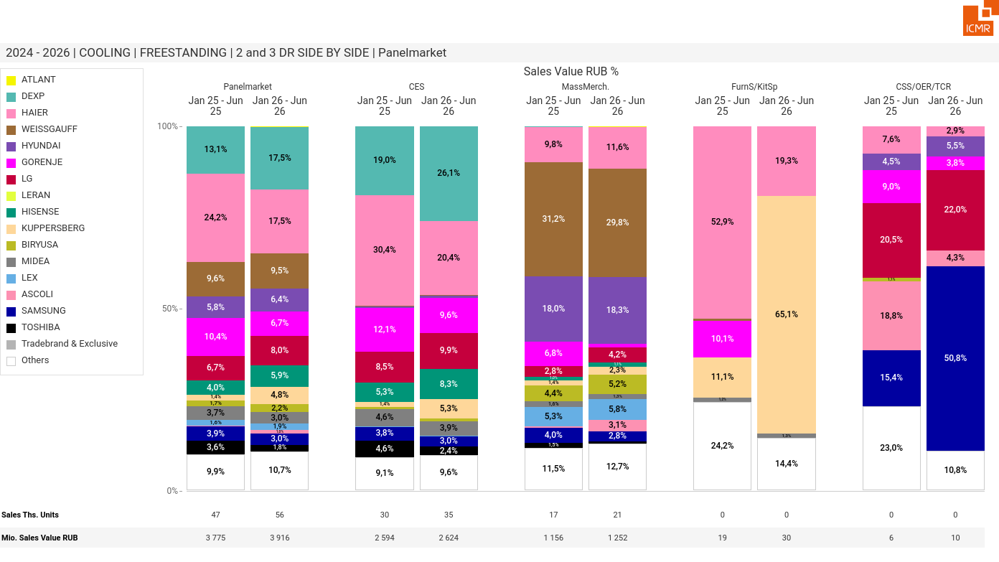 ICMR
2024 - 2026 | COOLING | FREESTANDING | 2 and 3 DR SIDE BY SIDE | Panelmarket
ATLANT
DEXP
HAIER
WEISSGAUFF
HYUNDAI
GORENJE
LG
LERAN
HISENSE
KUPPERSBERG
BIRYUSA
MIDEA
LEX
ASCOLI
SAMSUNG
TOSHIBA
Tradebrand & Exclusive
Others
Sales Value RUB %
Panelmarket
CES
MassMerch.
FurnS/KitSp
CSS/OER/TCR
Jan 25 - Jun 25
Jan 26 - Jun 26
Jan 25 - Jun 25
Jan 26 - Jun 26
Jan 25 - Jun 25
Jan 26 - Jun 26
Jan 25 - Jun 25
Jan 26 - Jun 26
Jan 25 - Jun 25
Jan 26 - Jun 26
100%
50%
0%
13,1%
24,2%
9,6%
5,8%
10,4%
6,7%
4,0%
1,4%
1,7%
3,7%
1,6%
3,9%
3,6%
9,9%
17,5%
17,5%
9,5%
6,4%
6,7%
8,0%
5,9%
4,8%
2,2%
3,0%
1,9%
3,0%
1,8%
10,7%
19,0%
30,4%
12,1%
8,5%
5,3%
1,4%
4,6%
3,8%
4,6%
9,1%
26,1%
20,4%
9,6%
9,9%
8,3%
5,3%
3,9%
3,0%
2,4%
9,6%
9,8%
31,2%
18,0%
6,8%
2,8%
1,0%
1,4%
4,4%
1,6%
5,3%
4,0%
1,5%
11,5%
11,6%
29,8%
18,3%
4,2%
1,1%
2,3%
5,2%
1,3%
5,8%
3,1%
2,8%
12,7%
52,9%
10,1%
11,1%
1,2%
24,2%
19,3%
65,1%
1,3%
14,4%
7,6%
4,5%
9,0%
20,5%
1,1%
18,8%
15,4%
23,0%
2,9%
5,5%
3,8%
22,0%
4,3%
50,8%
10,8%
Sales Ths. Units 47 56 30 35 17 21 0 0 0 0
Mio. Sales Value RUB 3 775 3 916 2 594 2 624 1 156 1 252 19 30 6 10